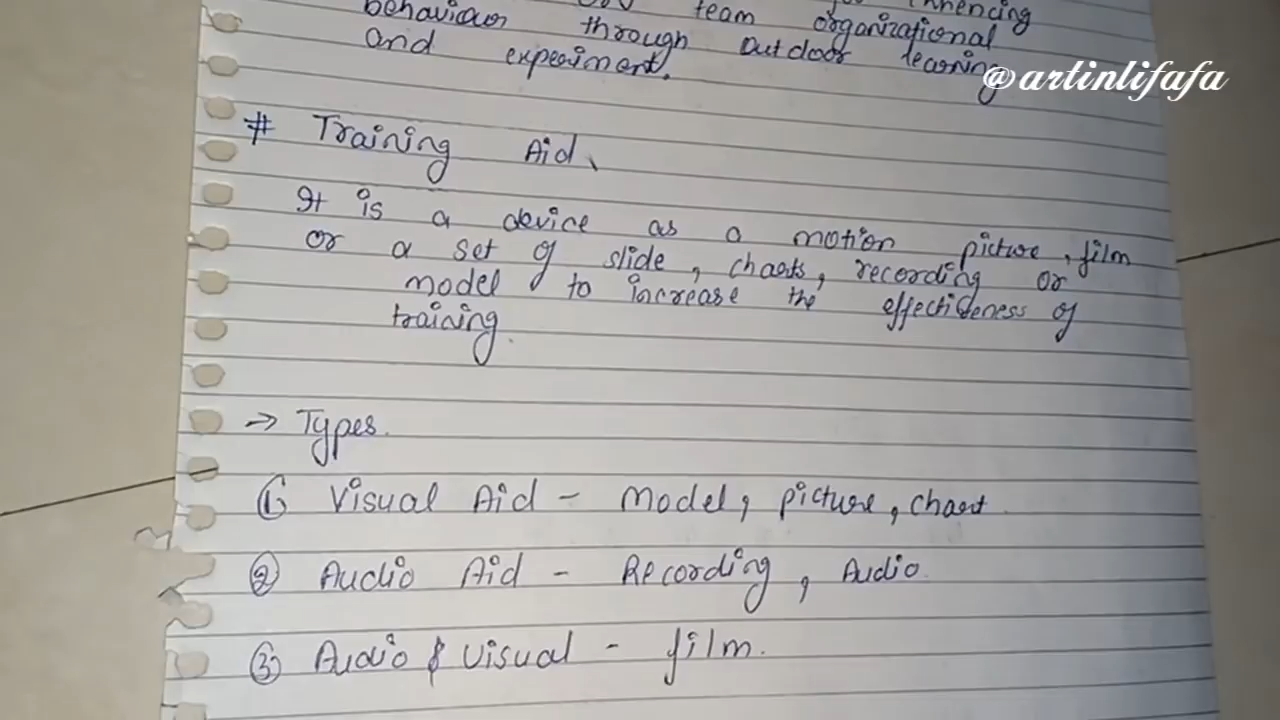 team enhencing
behaviour through outdoor organizational learning
and experiment.
@artinlifafa
# Training Aid
It is a device as a motion picture, film
or a set of slide, charts, recording or
model to increase the effectiveness of
training.
→ Types.
① Visual Aid - Model, picture, chart.
② Audio Aid - Recording, Audio.
③ Audio & Visual - film.